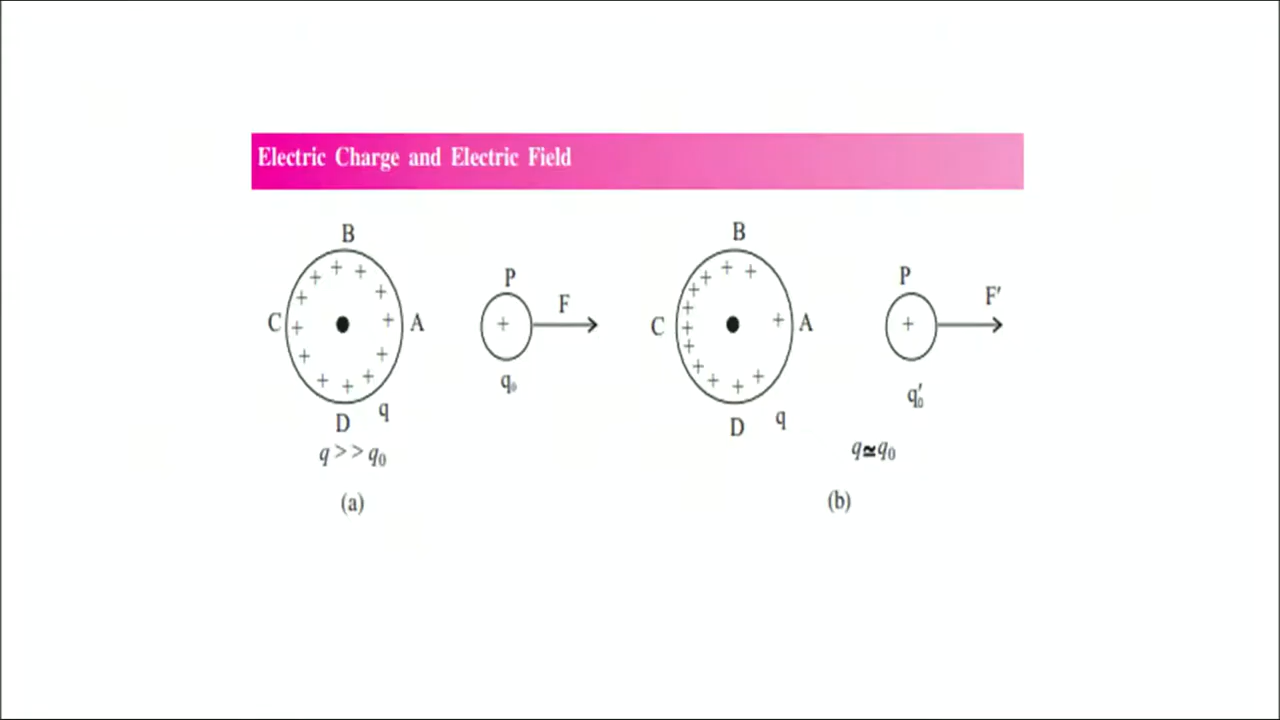 Electric Charge and Electric Field
B
C
A
D
q
q >> q₀
(a)
P
F
+
q₀
B
C
A
D
q
P
F′
+
q′₀
q≃q₀
(b)